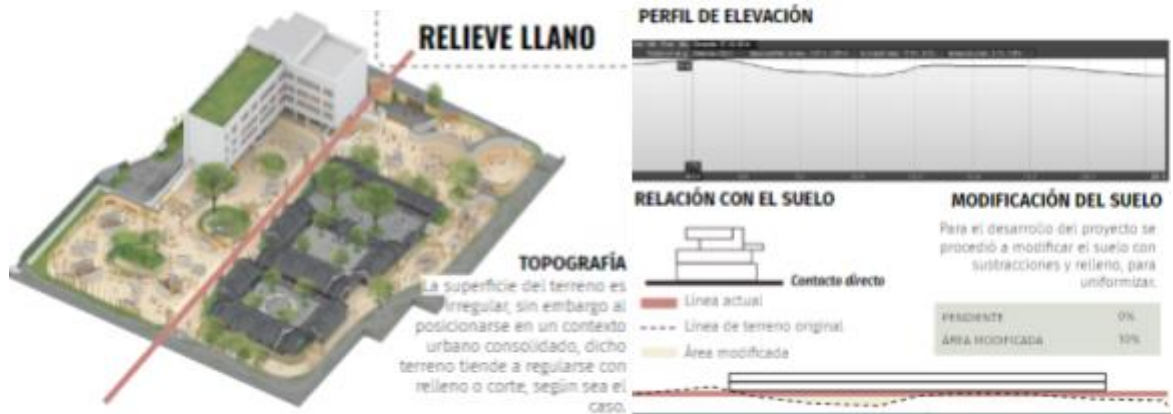 RELIEVE LLANO
TOPOGRAFÍA
La superficie del terreno es
irregular, sin embargo al
posicionarse en un contexto
urbano consolidado, dicho
terreno tiende a regularse con
relleno o corte, según sea el
caso.
PERFIL DE ELEVACIÓN
RELACIÓN CON EL SUELO
Contacto directo
Linea actual
Linea de terreno original
Área modificada
MODIFICACIÓN DEL SUELO
Para el desarrollo del proyecto se
procedió a modificar el suelo con
sustracciones y relleno, para
uniformizar.
PENDIENTE 0%
ÁREA MODIFICADA